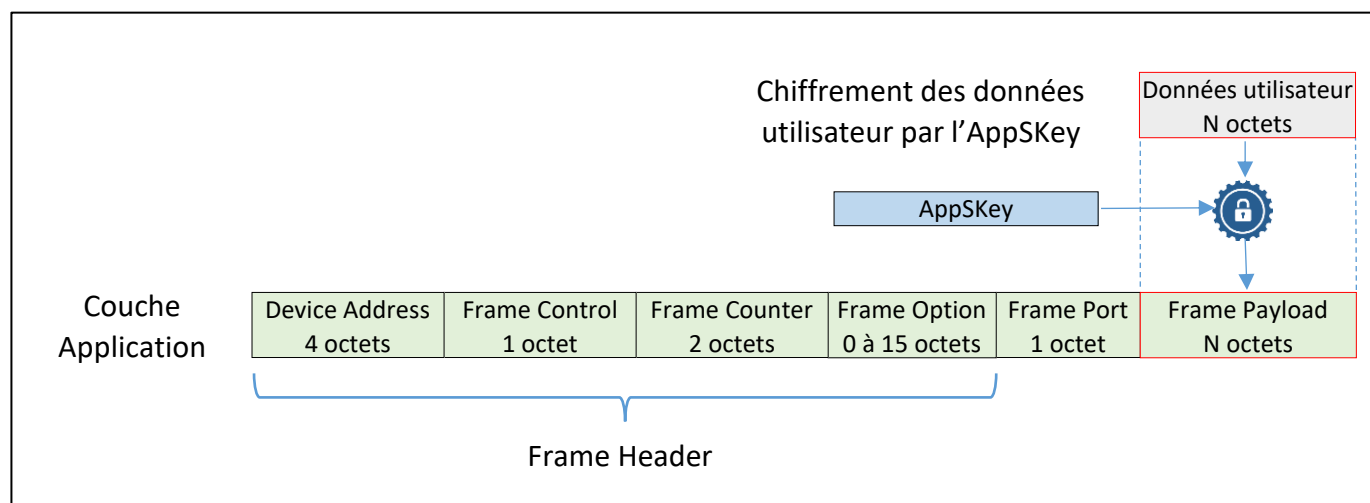 Chiffrement des données
utilisateur par l’AppSKey
Données utilisateur
N octets
AppSKey
Couche
Application
Device Address
4 octets
Frame Control
1 octet
Frame Counter
2 octets
Frame Option
0 à 15 octets
Frame Port
1 octet
Frame Payload
N octets
Frame Header